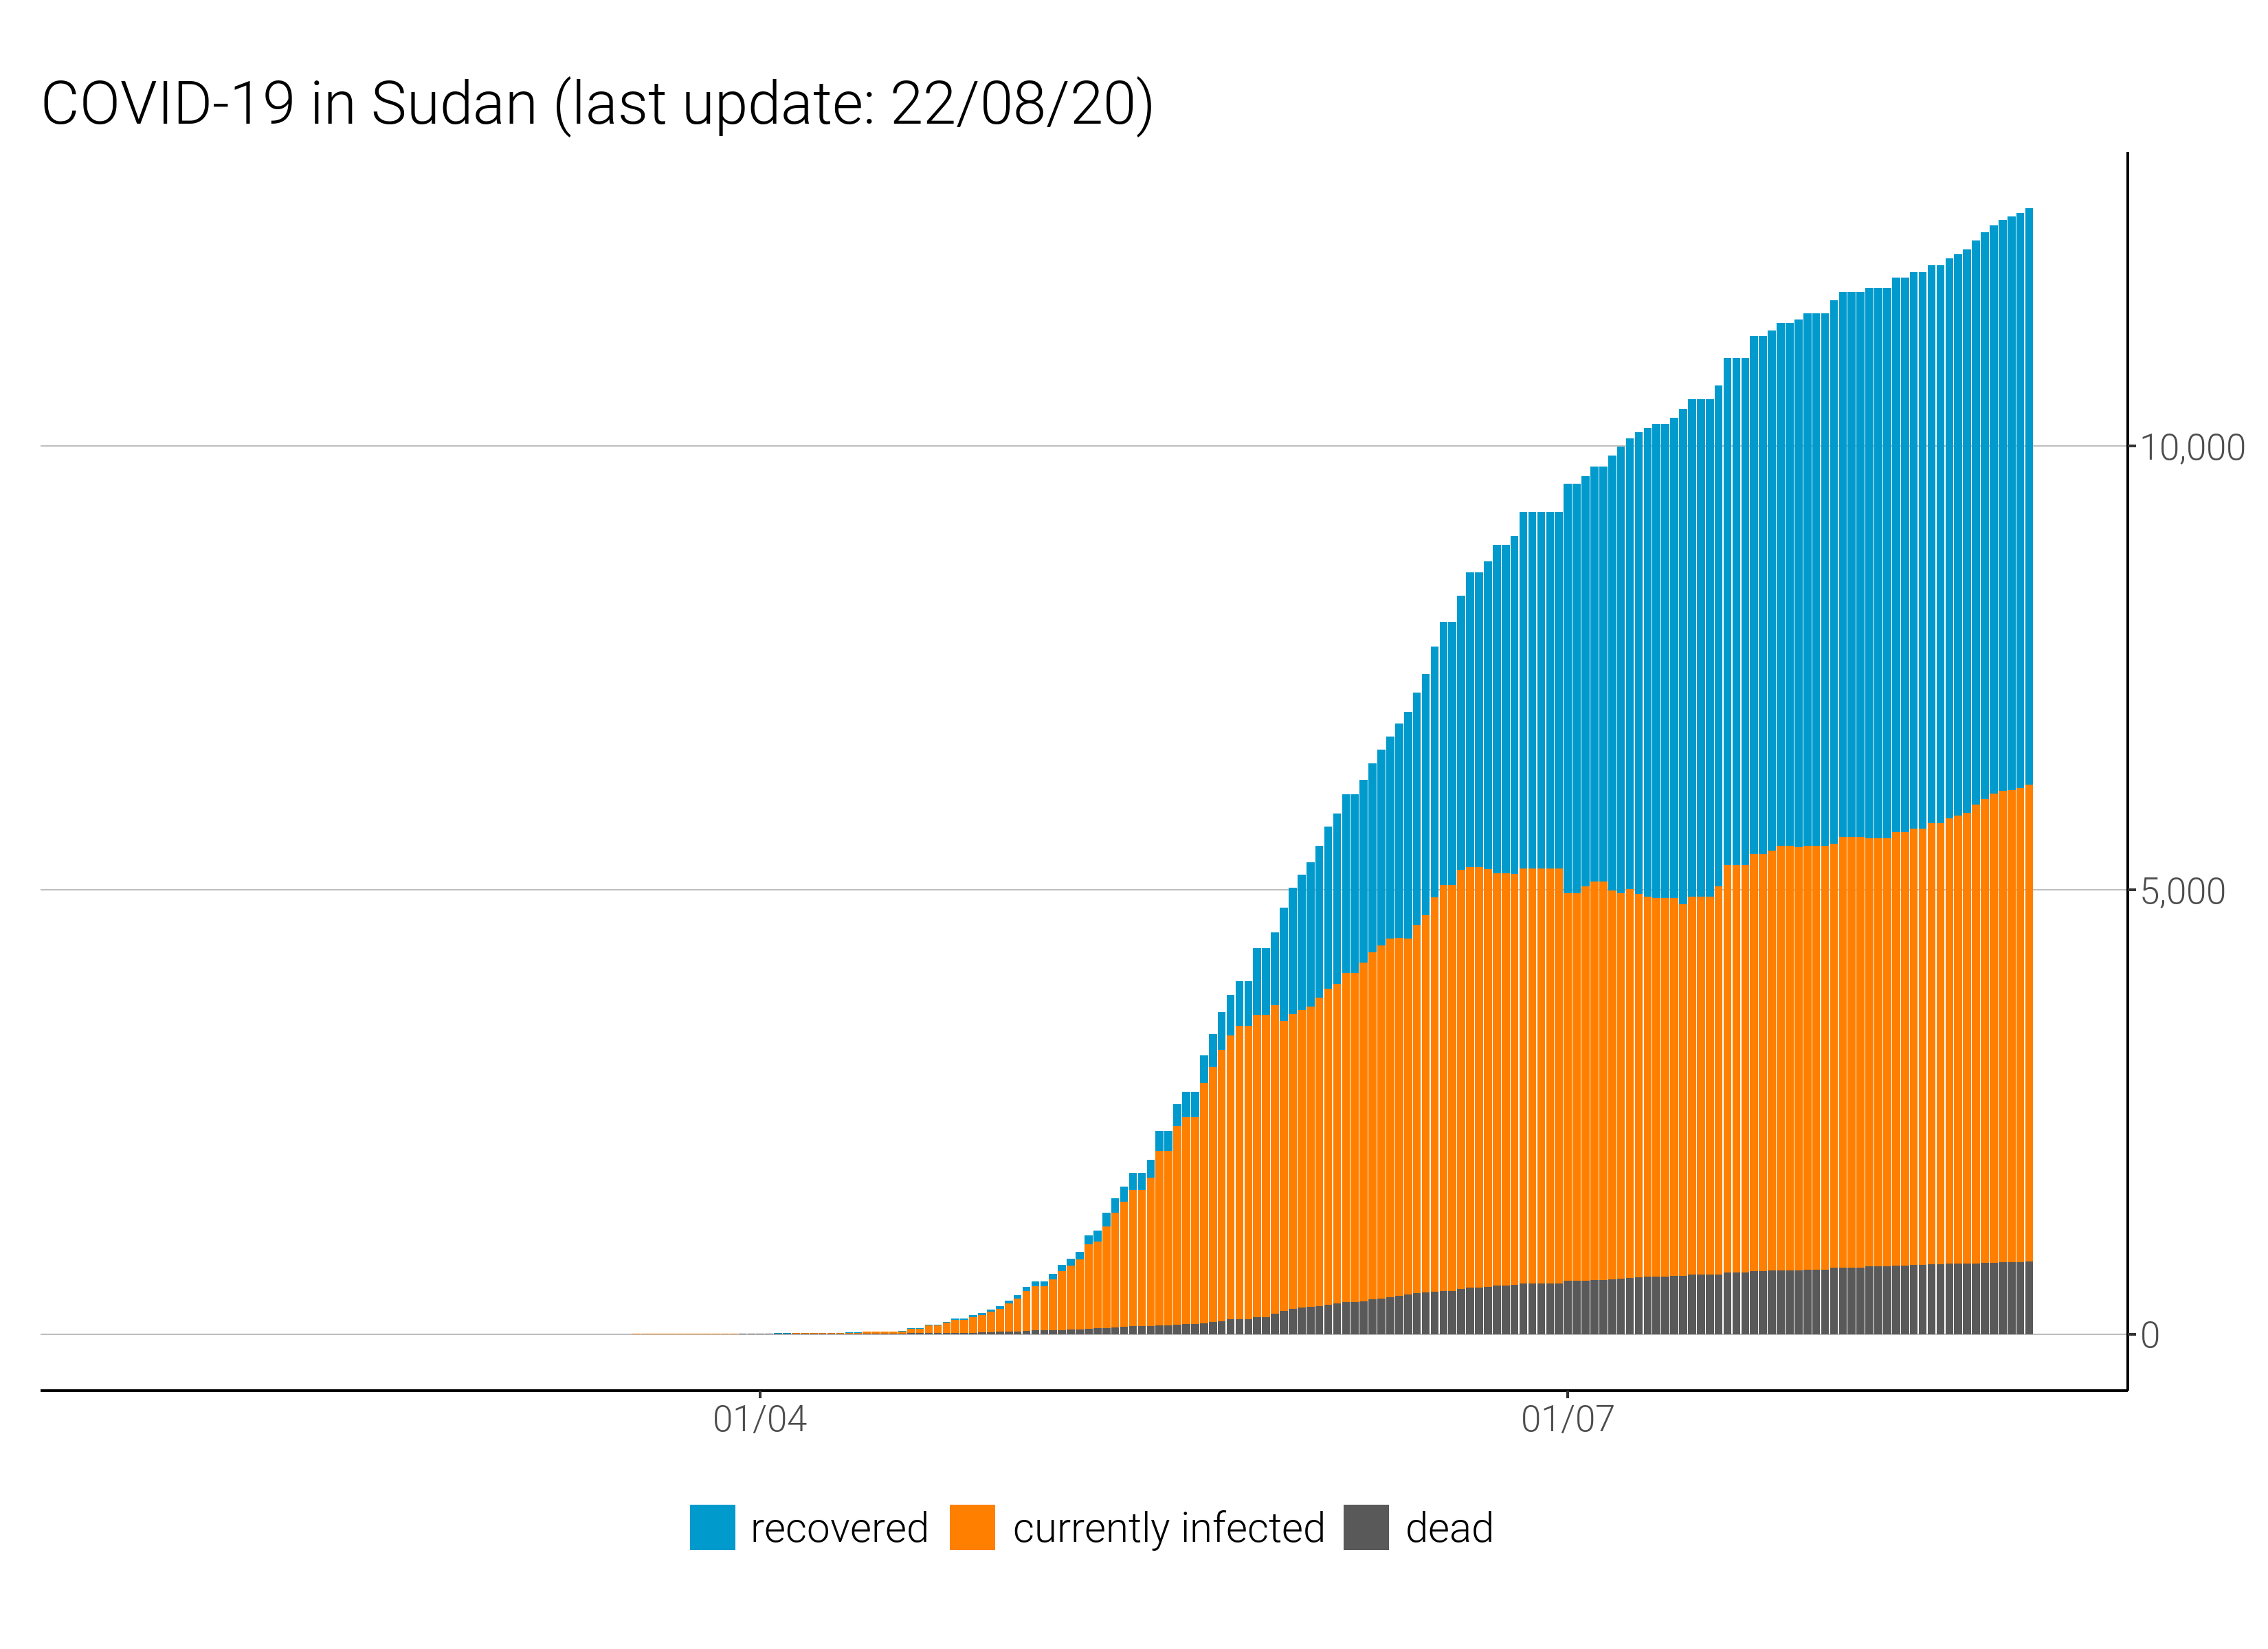 COVID-19 in Sudan (last update: 22/08/20)
10,000
5,000
0
01/04 01/07
recovered currently infected dead